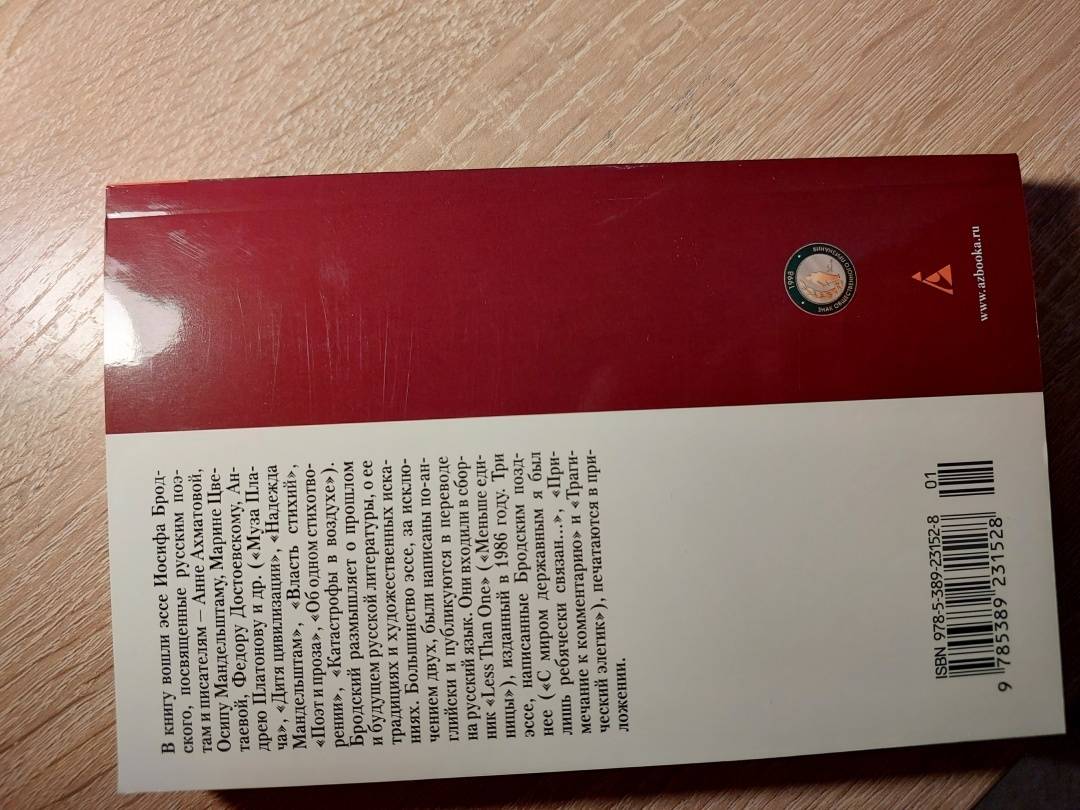 В книгу вошли эссе Иосифа Брод-
ского, посвященные русским поэ-
там и писателям — Анне Ахматовой,
Осипу Мандельштаму, Марине Цве-
таевой, Федору Достоевскому, Ан-
дрею Платонову и др. («Муза Пла-
ча», «Дитя цивилизации», «Надежда
Мандельштам», «Власть стихий»,
«Поэт и проза», «Об одном стихотво-
рении», «Катастрофы в воздухе»).
Бродский размышляет о прошлом
и будущем русской литературы, о ее
традициях и художественных иска-
ниях. Большинство эссе, за исклю-
чением двух, были написаны по-ан-
глийски и публикуются в переводе
на русский язык. Они входили в сбор-
ник «Less Than One» («Меньше еди-
ницы»), изданный в 1986 году. Три
эссе, написанные Бродским позд-
нее («С миром державным я был
лишь ребячески связан...», «При-
мечание к комментарию» и «Траги-
ческий элегик»), печатаются в при-
ложении.
ISBN 978-5-389-23152-8
01
9 785389 231528
1998
ЗНАК ОБЩЕСТВЕННОГО ПРИЗНАНИЯ
www.azbooka.ru